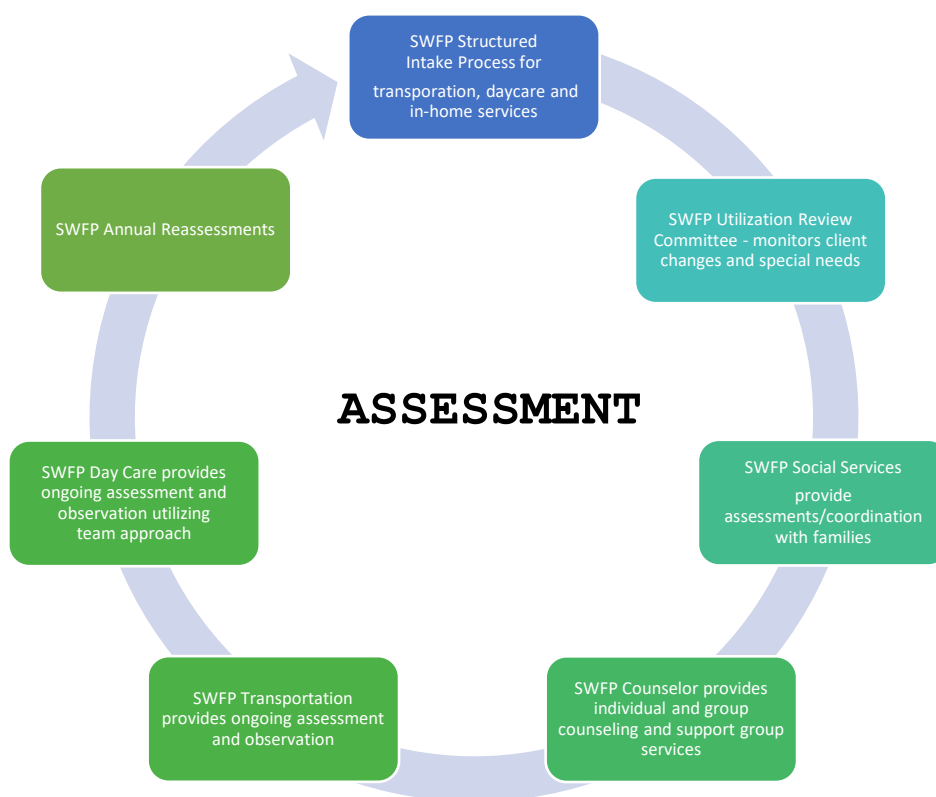 SWFP Structured
Intake Process for
transporation, daycare and
in-home services
SWFP Utilization Review
Committee - monitors client
changes and special needs
SWFP Social Services
provide
assessments/coordination
with families
SWFP Counselor provides
individual and group
counseling and support group
services
SWFP Transportation
provides ongoing assessment
and observation
SWFP Day Care provides
ongoing assessment and
observation utilizing
team approach
SWFP Annual Reassessments
ASSESSMENT